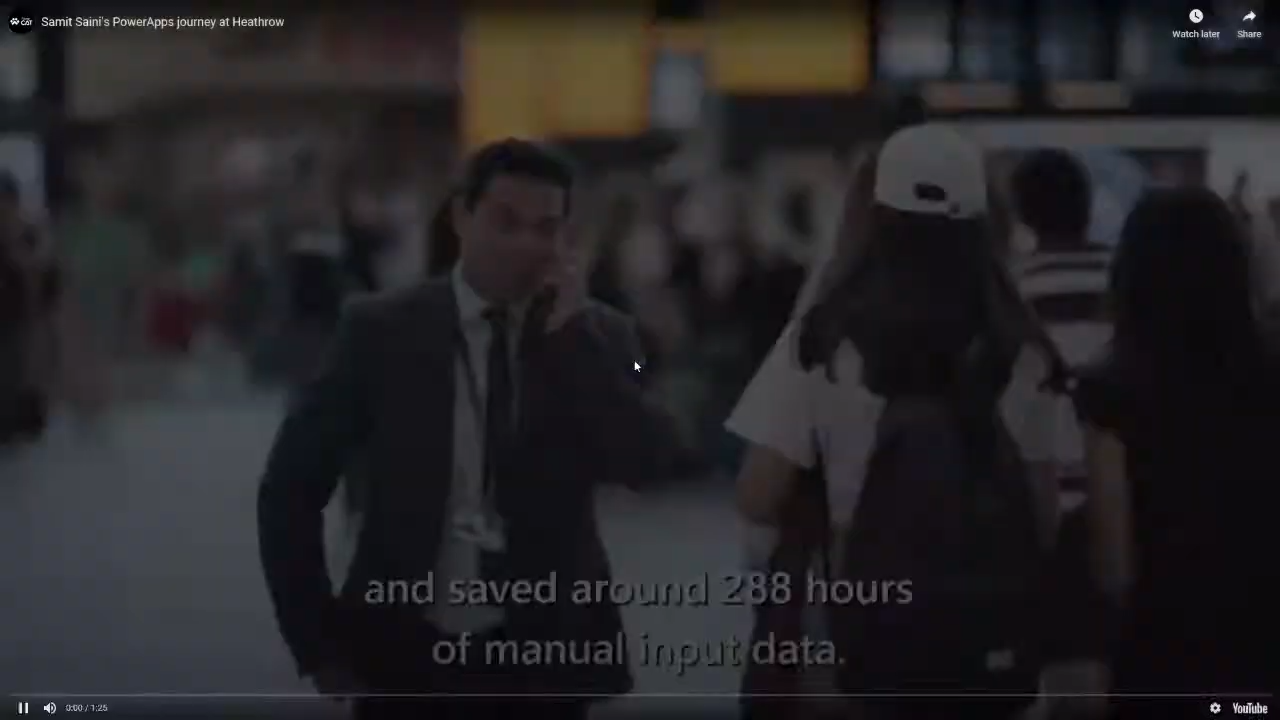 Samit Saini's PowerApps journey at Heathrow
Watch later
Share
and saved around 288 hours
of manual input data.
0:00 / 1:25
YouTube